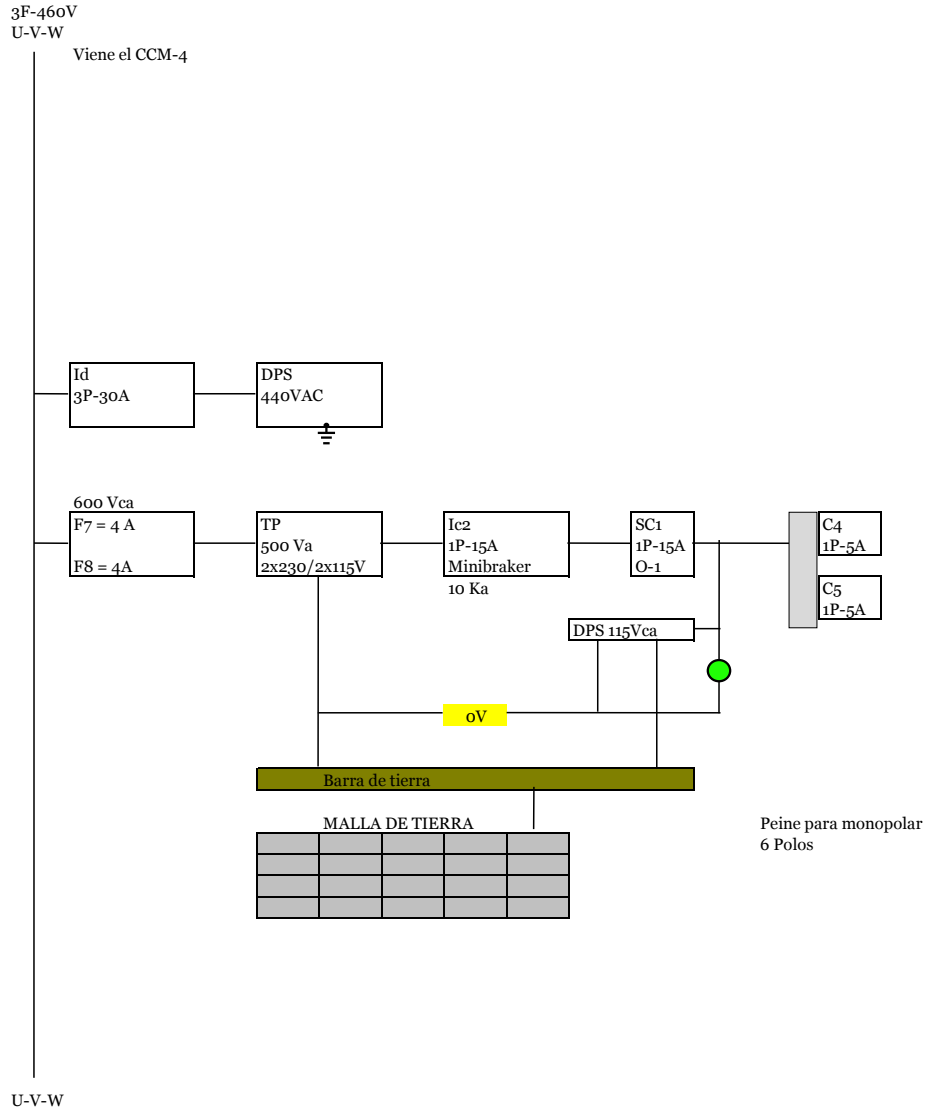 3F-460V
U-V-W
Viene el CCM-4
Id
3P-30A
DPS
440VAC
600 Vca
F7 = 4 A
F8 = 4A
TP
500 Va
2x230/2x115V
Ic2
1P-15A
Minibraker
10 Ka
SC1
1P-15A
O-1
C4
1P-5A
C5
1P-5A
DPS 115Vca
0V
Barra de tierra
MALLA DE TIERRA
Peine para monopolar
6 Polos
U-V-W